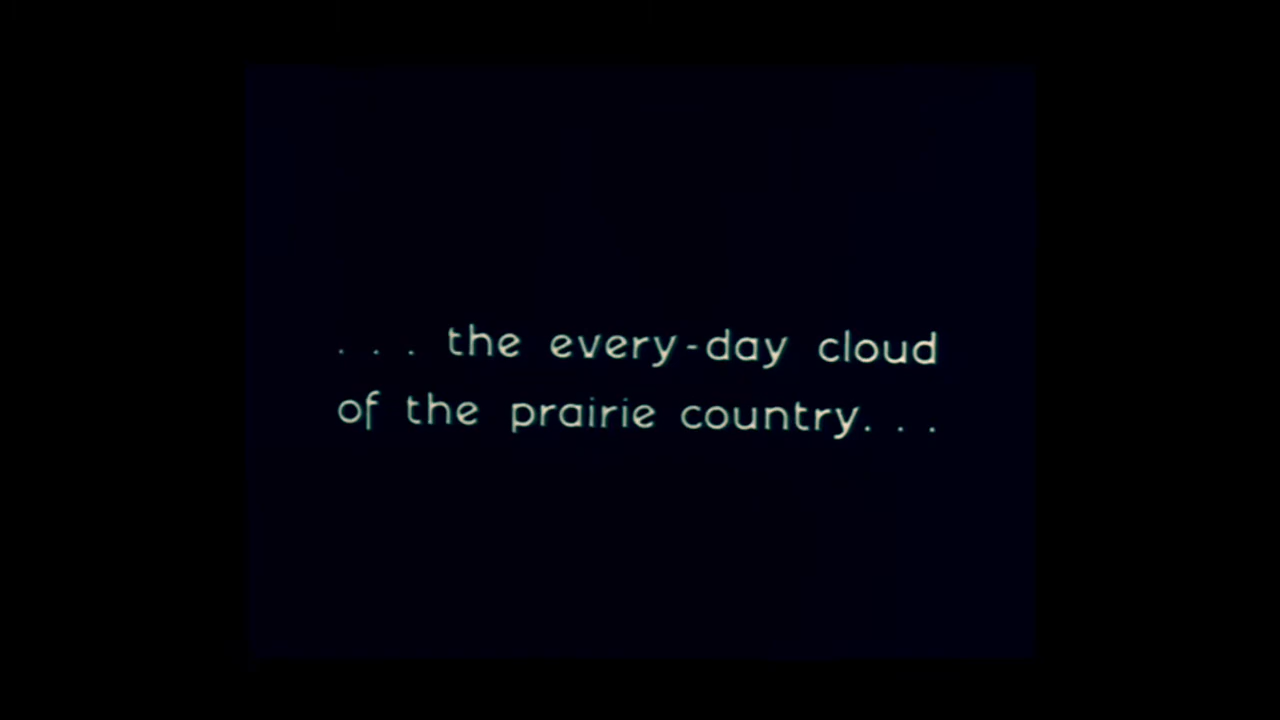 . . . the every-day cloud
of the prairie country. . .